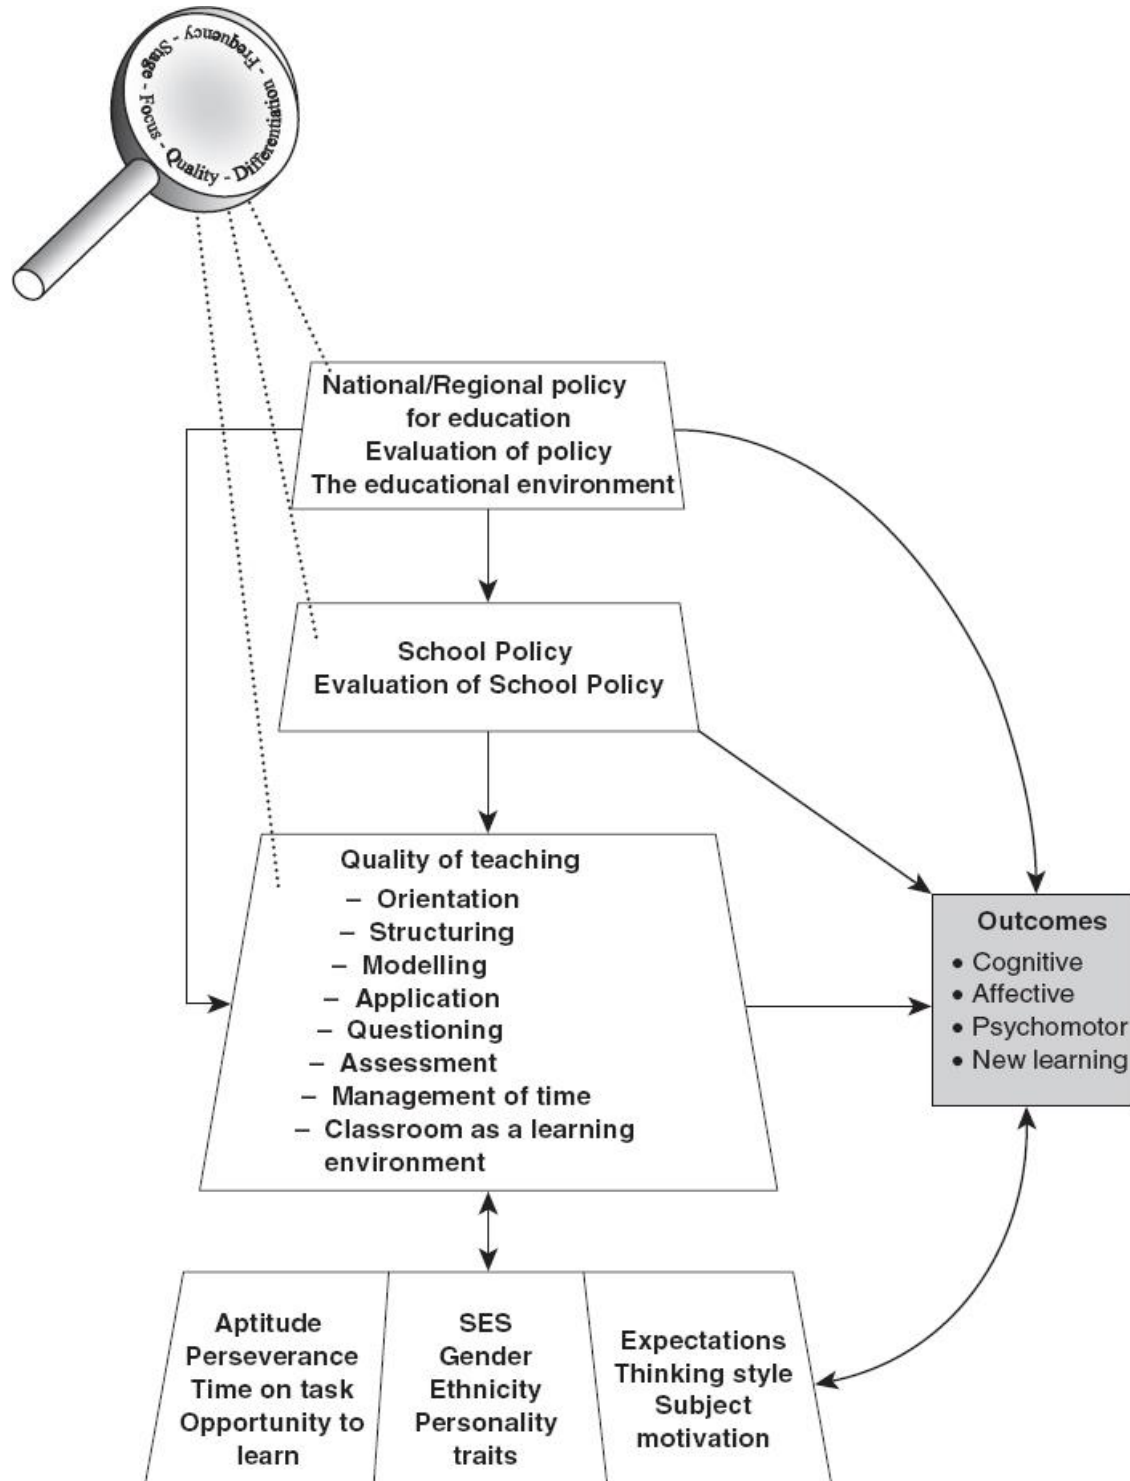 Stage - Focus - Quality - Differentiation - Frequency -
National/Regional policy
for education
Evaluation of policy
The educational environment
School Policy
Evaluation of School Policy
Quality of teaching
– Orientation
– Structuring
– Modelling
– Application
– Questioning
– Assessment
– Management of time
– Classroom as a learning
environment
Outcomes
• Cognitive
• Affective
• Psychomotor
• New learning
Aptitude
Perseverance
Time on task
Opportunity to
learn
SES
Gender
Ethnicity
Personality
traits
Expectations
Thinking style
Subject
motivation